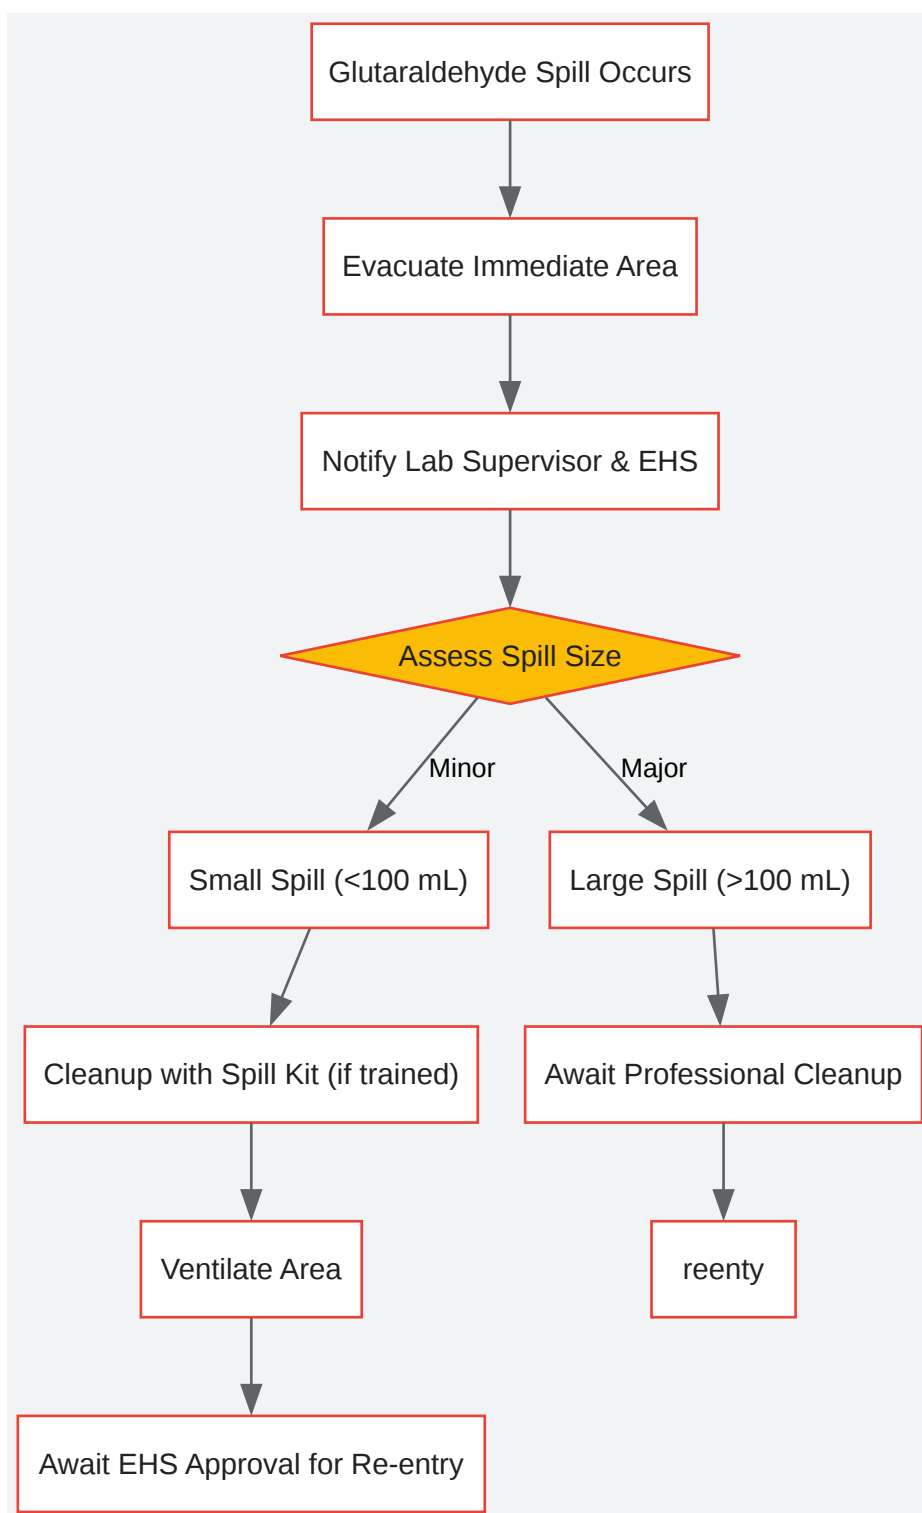 Glutaraldehyde Spill Occurs
Evacuate Immediate Area
Notify Lab Supervisor & EHS
Assess Spill Size
Minor
Major
Small Spill (<100 mL)
Large Spill (>100 mL)
Cleanup with Spill Kit (if trained)
Await Professional Cleanup
Ventilate Area
reenty
Await EHS Approval for Re-entry